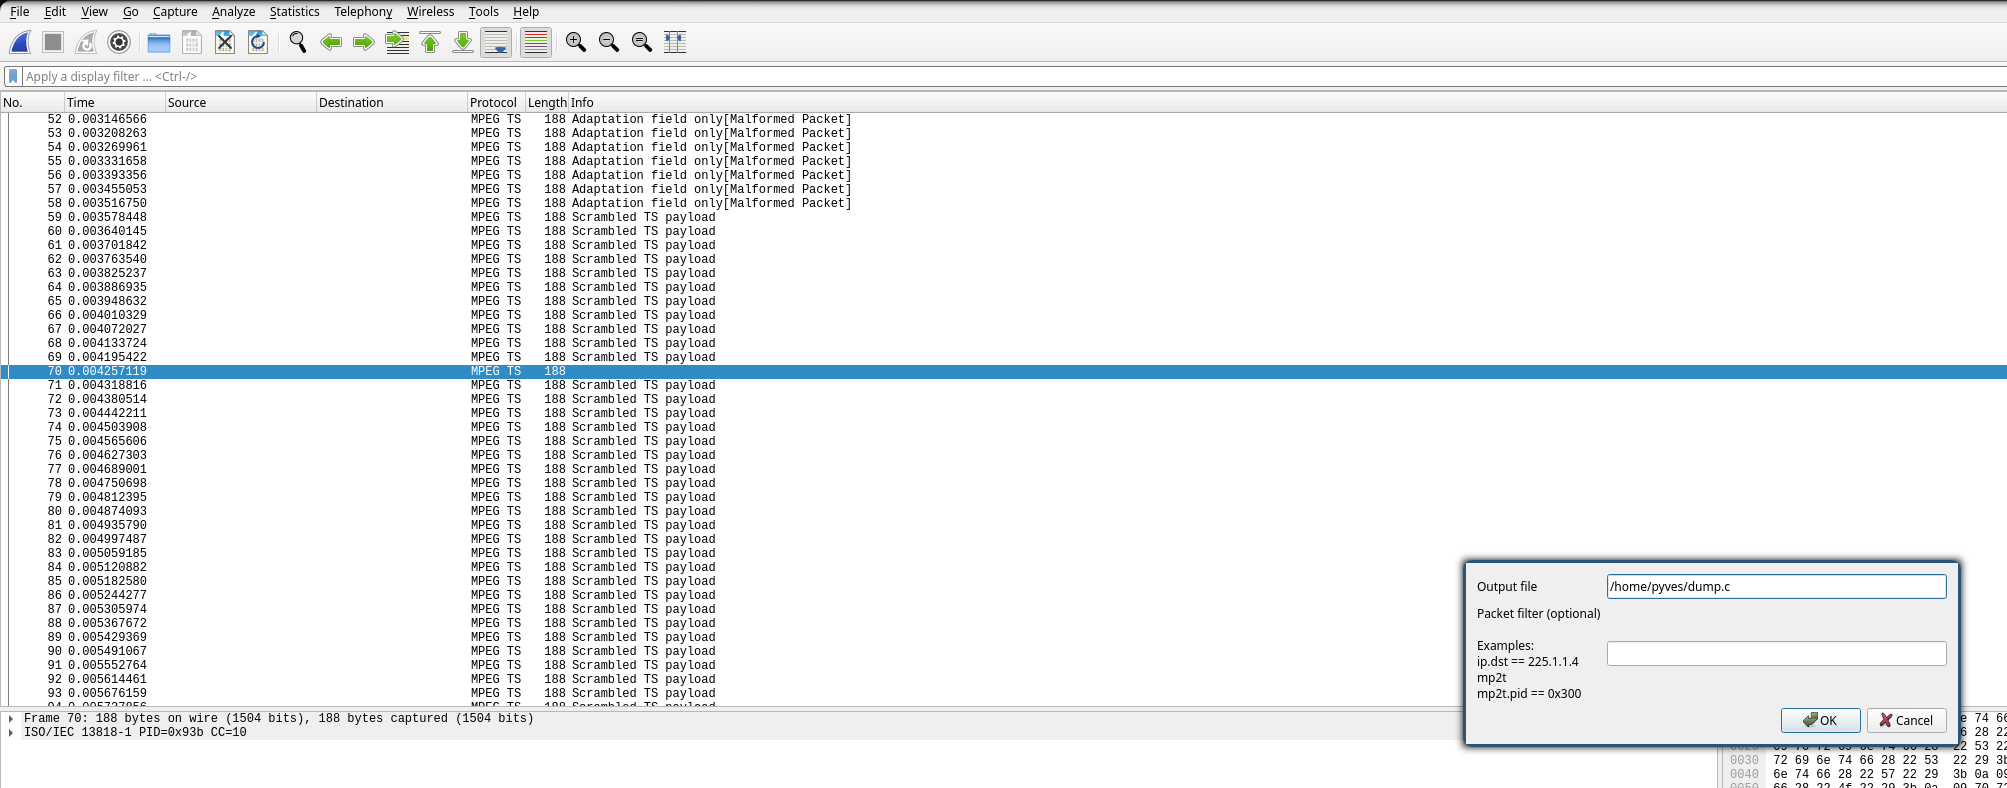 File Edit View Go Capture Analyze Statistics Telephony Wireless Tools Help
Apply a display filter ... <Ctrl-/>
No. Time Source Destination Protocol Length Info
52 0.003146566 MPEG TS 188 Adaptation field only[Malformed Packet]
53 0.003208263 MPEG TS 188 Adaptation field only[Malformed Packet]
54 0.003269961 MPEG TS 188 Adaptation field only[Malformed Packet]
55 0.003331658 MPEG TS 188 Adaptation field only[Malformed Packet]
56 0.003393356 MPEG TS 188 Adaptation field only[Malformed Packet]
57 0.003455053 MPEG TS 188 Adaptation field only[Malformed Packet]
58 0.003516750 MPEG TS 188 Adaptation field only[Malformed Packet]
59 0.003578448 MPEG TS 188 Scrambled TS payload
60 0.003640145 MPEG TS 188 Scrambled TS payload
61 0.003701842 MPEG TS 188 Scrambled TS payload
62 0.003763540 MPEG TS 188 Scrambled TS payload
63 0.003825237 MPEG TS 188 Scrambled TS payload
64 0.003886935 MPEG TS 188 Scrambled TS payload
65 0.003948632 MPEG TS 188 Scrambled TS payload
66 0.004010329 MPEG TS 188 Scrambled TS payload
67 0.004072027 MPEG TS 188 Scrambled TS payload
68 0.004133724 MPEG TS 188 Scrambled TS payload
69 0.004195422 MPEG TS 188 Scrambled TS payload
70 0.004257119 MPEG TS 188
71 0.004318816 MPEG TS 188 Scrambled TS payload
72 0.004380514 MPEG TS 188 Scrambled TS payload
73 0.004442211 MPEG TS 188 Scrambled TS payload
74 0.004503908 MPEG TS 188 Scrambled TS payload
75 0.004565606 MPEG TS 188 Scrambled TS payload
76 0.004627303 MPEG TS 188 Scrambled TS payload
77 0.004689001 MPEG TS 188 Scrambled TS payload
78 0.004750698 MPEG TS 188 Scrambled TS payload
79 0.004812395 MPEG TS 188 Scrambled TS payload
80 0.004874093 MPEG TS 188 Scrambled TS payload
81 0.004935790 MPEG TS 188 Scrambled TS payload
82 0.004997487 MPEG TS 188 Scrambled TS payload
83 0.005059185 MPEG TS 188 Scrambled TS payload
84 0.005120882 MPEG TS 188 Scrambled TS payload
85 0.005182580 MPEG TS 188 Scrambled TS payload
86 0.005244277 MPEG TS 188 Scrambled TS payload
87 0.005305974 MPEG TS 188 Scrambled TS payload
88 0.005367672 MPEG TS 188 Scrambled TS payload
89 0.005429369 MPEG TS 188 Scrambled TS payload
90 0.005491067 MPEG TS 188 Scrambled TS payload
91 0.005552764 MPEG TS 188 Scrambled TS payload
92 0.005614461 MPEG TS 188 Scrambled TS payload
93 0.005676159 MPEG TS 188 Scrambled TS payload
Output file /home/pyves/dump.c
Packet filter (optional)
Examples:
ip.dst == 225.1.1.4
mp2t
mp2t.pid == 0x300
OK Cancel
Frame 70: 188 bytes on wire (1504 bits), 188 bytes captured (1504 bits)
ISO/IEC 13818-1 PID=0x93b CC=10
74 66
28 22
22 53 22
0030 72 69 6e 74 66 28 22 53 22 29 3b
0040 6e 74 66 28 22 57 22 29 3b 0a 09